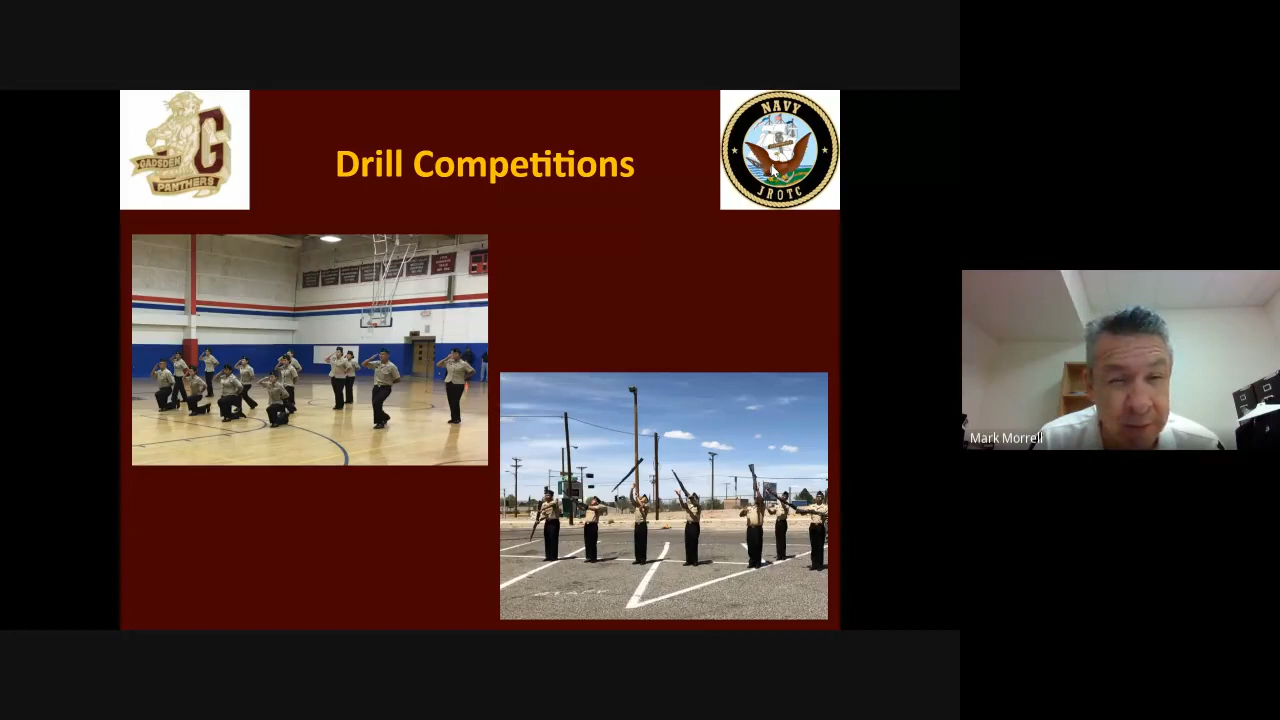 GADSDEN
G
PANTHERS
Drill Competitions
NAVY
JROTC
Mark Morrell